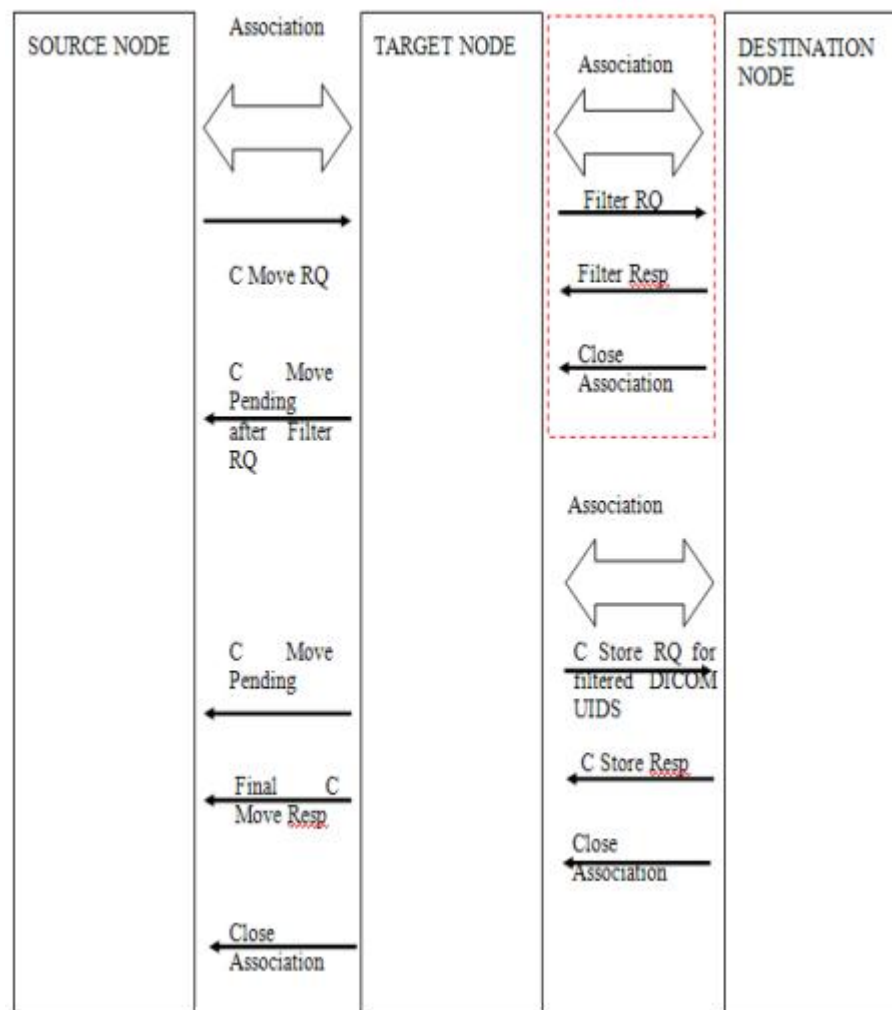 SOURCE NODE
Association
TARGET NODE
Association
DESTINATION
NODE
Filter RQ
C Move RQ
Filter Resp
Close
Association
C Move
Pending
after Filter
RQ
Association
C Move
Pending
C Store RQ for
filtered DICOM
UIDS
C Store Resp
Final C
Move Resp
Close
Association
Close
Association